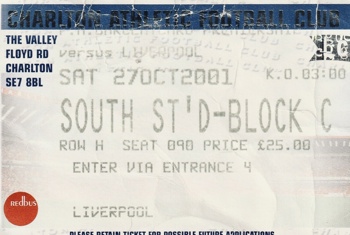 CHARLTON ATHLETIC FOOTBALL CLUB
THE VALLEY
FLOYD RD
CHARLTON
SE7 8BL
versus LIVERPOOL
SAT 27OCT2001 K.O.03:00
SOUTH ST'D-BLOCK C
ROW H SEAT 090 PRICE £25.00
ENTER VIA ENTRANCE 4
LIVERPOOL
redbus
PLEASE RETAIN TICKET FOR POSSIBLE FUTURE APPLICATIONS